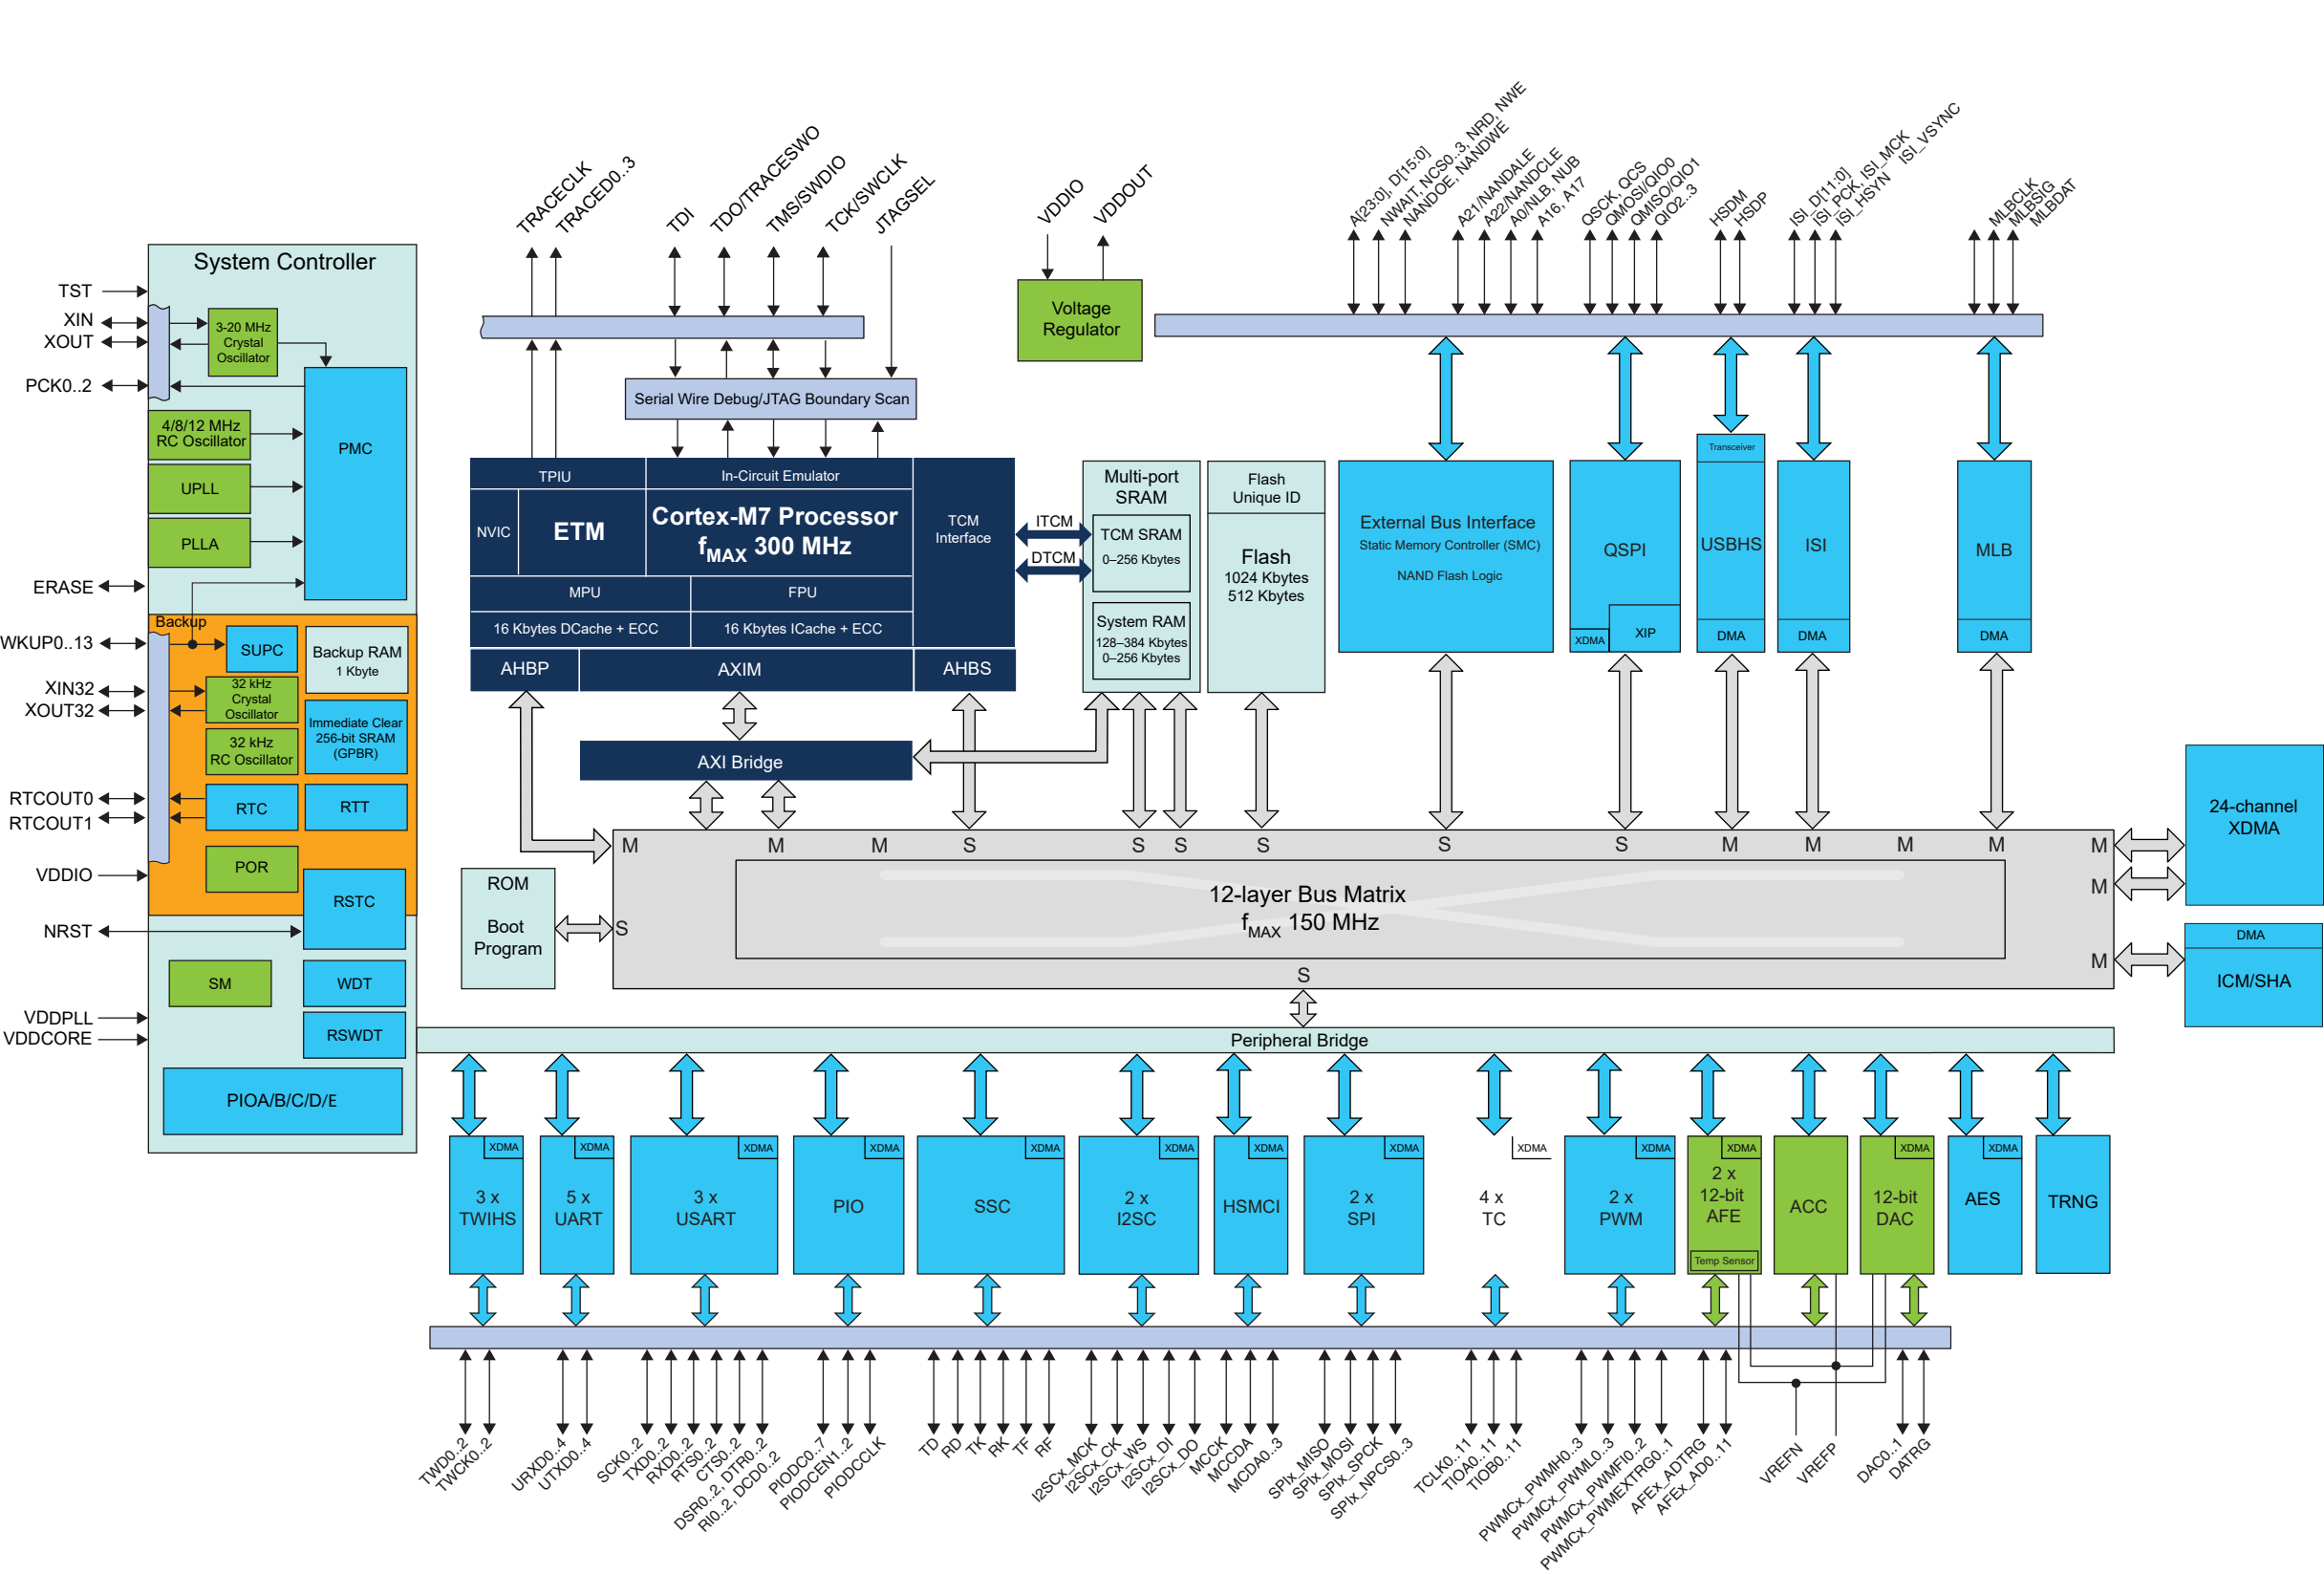 System Controller
TST
XIN
XOUT
PCK0..2
ERASE
WKUP0..13
XIN32
XOUT32
RTCOUT0
RTCOUT1
VDDIO
NRST
VDDPLL
VDDCORE
3-20 MHz
Crystal
Oscillator
4/8/12 MHz
RC Oscillator
UPLL
PLLA
PMC
Backup
SUPC
Backup RAM
1 Kbyte
32 kHz
Crystal
Oscillator
Immediate Clear
256-bit SRAM
(GPBR)
32 kHz
RC Oscillator
RTC
RTT
POR
RSTC
SM
WDT
RSWDT
PIOA/B/C/D/E
TRACECLK
TRACED0..3
TDI
TDO/TRACESWO
TMS/SWDIO
TCK/SWCLK
JTAGSEL
Serial Wire Debug/JTAG Boundary Scan
TPIU
In-Circuit Emulator
NVIC
ETM
Cortex-M7 Processor
fMAX 300 MHz
TCM
Interface
MPU
FPU
16 Kbytes DCache + ECC
16 Kbytes ICache + ECC
AHBP
AXIM
AHBS
AXI Bridge
ITCM
DTCM
VDDIO
VDDOUT
Voltage
Regulator
Multi-port
SRAM
TCM SRAM
0–256 Kbytes
System RAM
128–384 Kbytes
0–256 Kbytes
Flash
Unique ID
Flash
1024 Kbytes
512 Kbytes
A[23:0], D[15:0]
NWAIT, NCS0..3, NRD, NWE
NANDOE, NANDWE
A21/NANDALE
A22/NANDCLE
A0/NLB, NUB
A16, A17
QSCK, QCS
QMOSI/QIO0
QMISO/QIO1
QIO2..3
HSDM
HSDP
ISI_D[11:0]
ISI_PCK, ISI_MCK
ISI_HSYN
ISI_VSYNC
MLBCLK
MLBSIG
MLBDAT
External Bus Interface
Static Memory Controller (SMC)
NAND Flash Logic
QSPI
XDMA
XIP
Transceiver
USBHS
DMA
ISI
DMA
MLB
DMA
M M M S S S S S S M M M M M
M
M
S
S
12-layer Bus Matrix
fMAX 150 MHz
ROM
Boot
Program
24-channel
XDMA
DMA
ICM/SHA
Peripheral Bridge
XDMA
3 x
TWIHS
XDMA
5 x
UART
XDMA
3 x
USART
XDMA
PIO
XDMA
SSC
XDMA
2 x
I2SC
XDMA
HSMCI
XDMA
2 x
SPI
XDMA
4 x
TC
XDMA
2 x
PWM
XDMA
2 x
12-bit
AFE
Temp Sensor
ACC
XDMA
12-bit
DAC
XDMA
AES
TRNG
TWD0..2
TWCK0..2
URXD0..4
UTXD0..4
SCK0..2
TXD0..2
RXD0..2
RTS0..2
CTS0..2
DSR0..2, DTR0..2
RI0..2, DCD0..2
PIODC0..7
PIODCEN1..2
PIODCCLK
TD
RD
TK
RK
TF
RF
I2SCx_MCK
I2SCx_CK
I2SCx_WS
I2SCx_DI
I2SCx_DO
MCCK
MCCDA
MCDA0..3
SPIx_MISO
SPIx_MOSI
SPIx_SPCK
SPIx_NPCS0..3
TCLK0..11
TIOA0..11
TIOB0..11
PWMCx_PWMH0..3
PWMCx_PWML0..3
PWMCx_PWMFI0..2
PWMCx_PWMEXTRG0..1
AFEx_ADTRG
AFEx_AD0..11
VREFN
VREFP
DAC0..1
DATRG